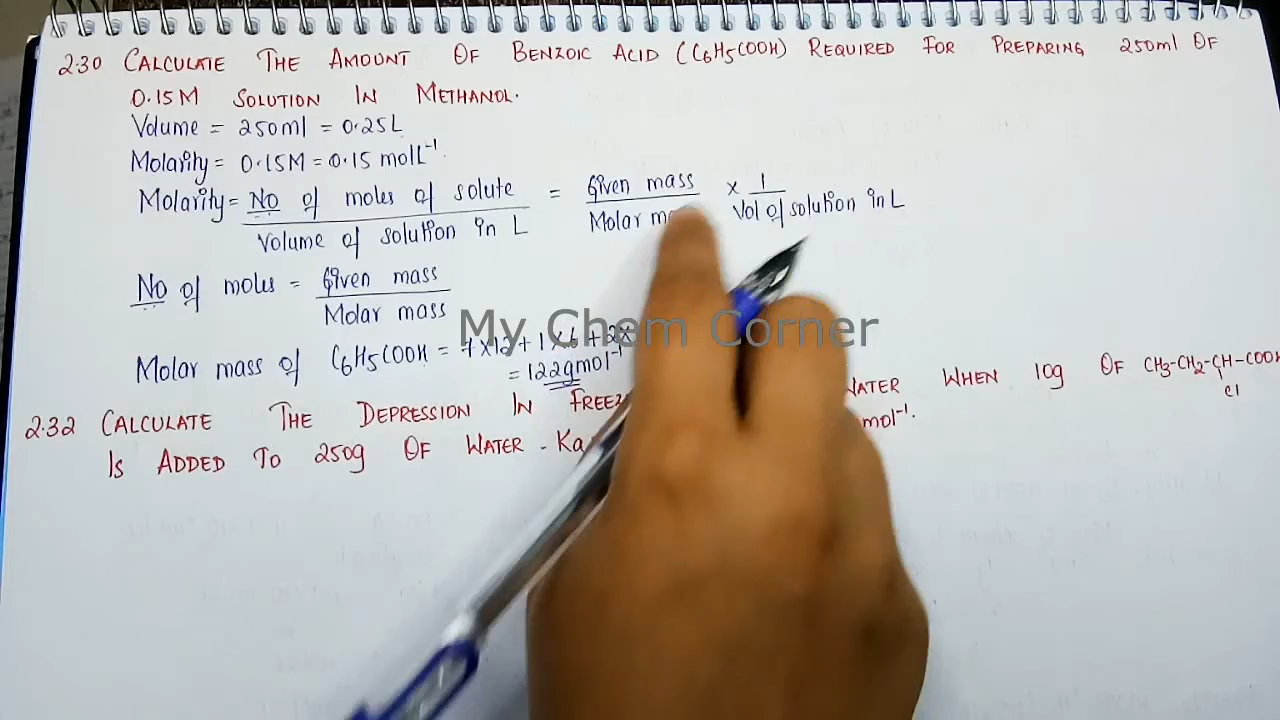 2.30 CALCULATE THE AMOUNT OF BENZOIC ACID (C6H5COOH) REQUIRED FOR PREPARING 250ml OF
0.15M SOLUTION IN METHANOL.
Volume = 250ml = 0.25L
Molarity = 0.15M = 0.15 molL⁻¹.
Molarity = No of moles of solute / Volume of solution in L = Given mass / Molar × 1 / Vol of solution in L
No of moles = Given mass / Molar mass
My Chem Corner
Molar mass of C6H5COOH = 7×12 + 1×6 + 2×
= 122gmol⁻¹
2.32 CALCULATE THE DEPRESSION IN WATER WHEN 10g OF CH3-CH2-CH-COOH
Cl
IS ADDED TO 250g OF WATER - Ka mol⁻¹.